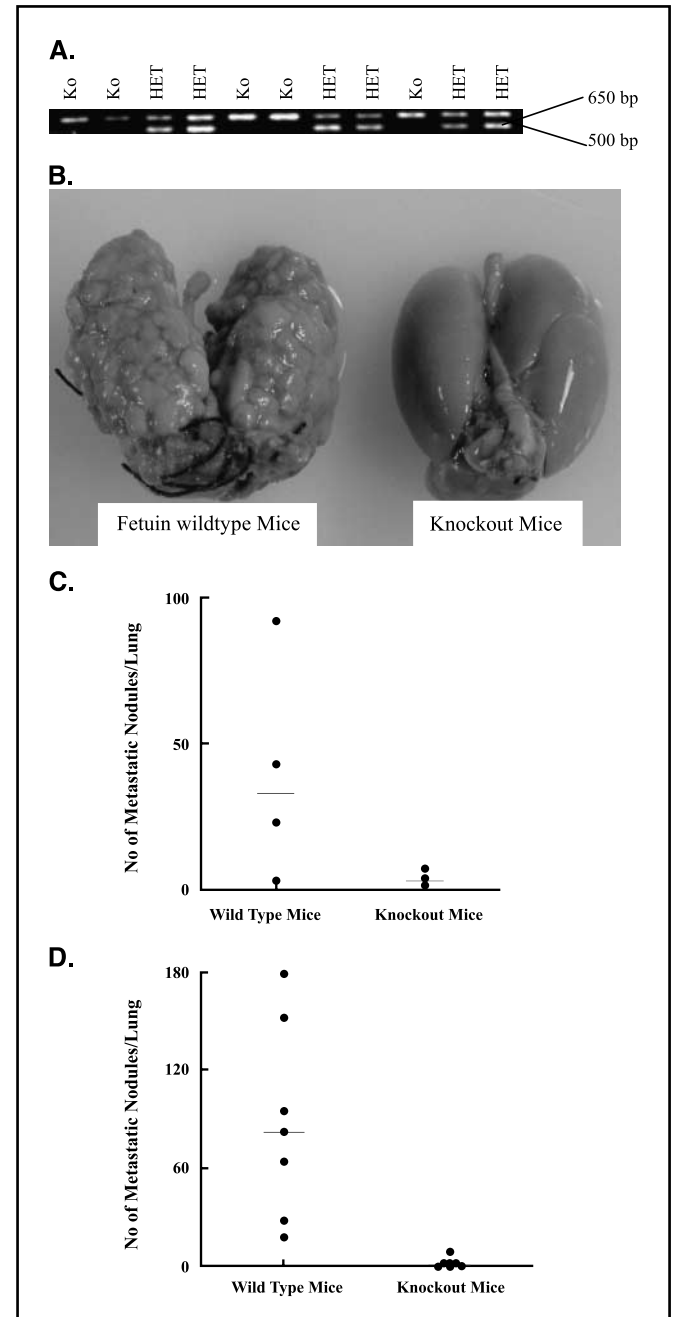 A.
Ko Ko HET HET Ko Ko HET HET Ko HET HET
650 bp
500 bp
B.
Fetuin wildtype Mice Knockout Mice
C.
No of Metastatic Nodules/Lung
100
50
0
Wild Type Mice Knockout Mice
D.
No of Metastatic Nodules/Lung
180
120
60
0
Wild Type Mice Knockout Mice